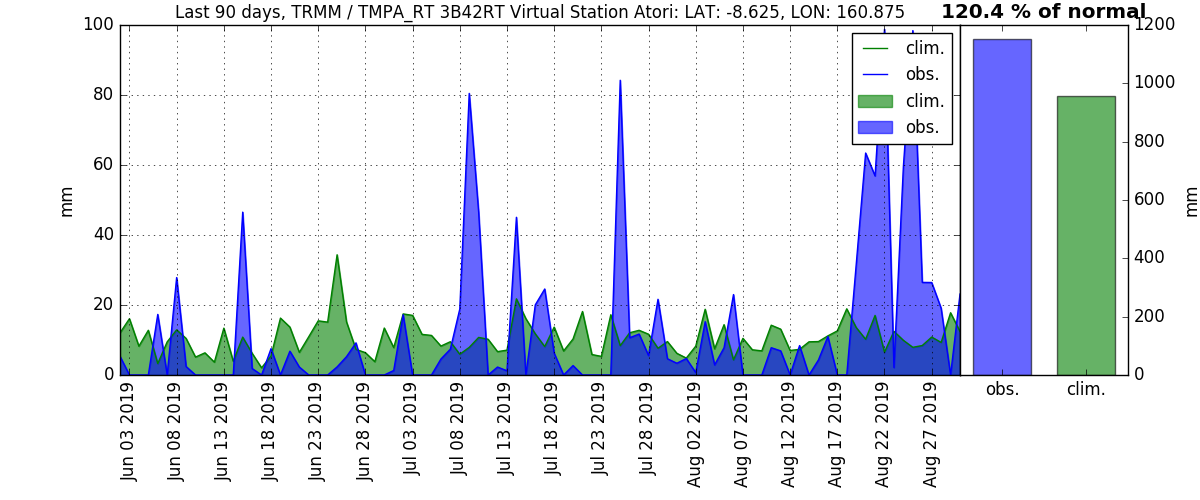 Last 90 days, TRMM / TMPA_RT 3B42RT Virtual Station Atori: LAT: -8.625, LON: 160.875
120.4 % of normal
100
80
60
40
20
0
mm
clim.
obs.
clim.
obs.
1200
1000
800
600
400
200
0
mm
Jun 03 2019
Jun 08 2019
Jun 13 2019
Jun 18 2019
Jun 23 2019
Jun 28 2019
Jul 03 2019
Jul 08 2019
Jul 13 2019
Jul 18 2019
Jul 23 2019
Jul 28 2019
Aug 02 2019
Aug 07 2019
Aug 12 2019
Aug 17 2019
Aug 22 2019
Aug 27 2019
obs.
clim.